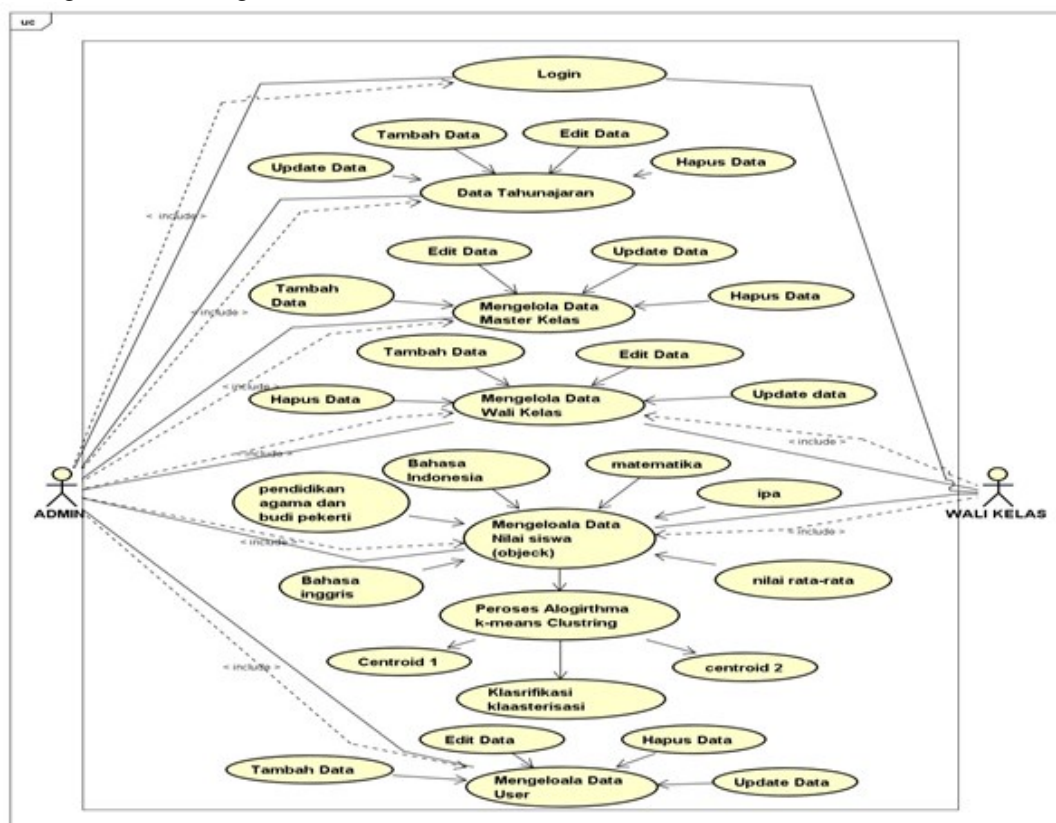 uc
Login
Tambah Data
Edit Data
Update Data
Hapus Data
Data Tahunajaran
< include >
Edit Data
Update Data
Tambah
Data
Hapus Data
Mengelola Data
Master Kelas
< include >
Tambah Data
Edit Data
Hapus Data
Mengelola Data
Wali Kelas
Update data
< include >
< include >
< include >
Bahasa
Indonesia
matematika
pendidikan
agama dan
budi pekerti
ipa
ADMIN
WALI KELAS
Mengeloala Data
Nilai siswa
(objeck)
< include >
< include >
Bahasa
inggris
nilai rata-rata
Peroses Alogirthma
k-means Clustring
Centroid 1
centroid 2
< include >
Klasrifikasi
klaasterisasi
Edit Data
Hapus Data
Tambah Data
Mengeloala Data
User
Update Data